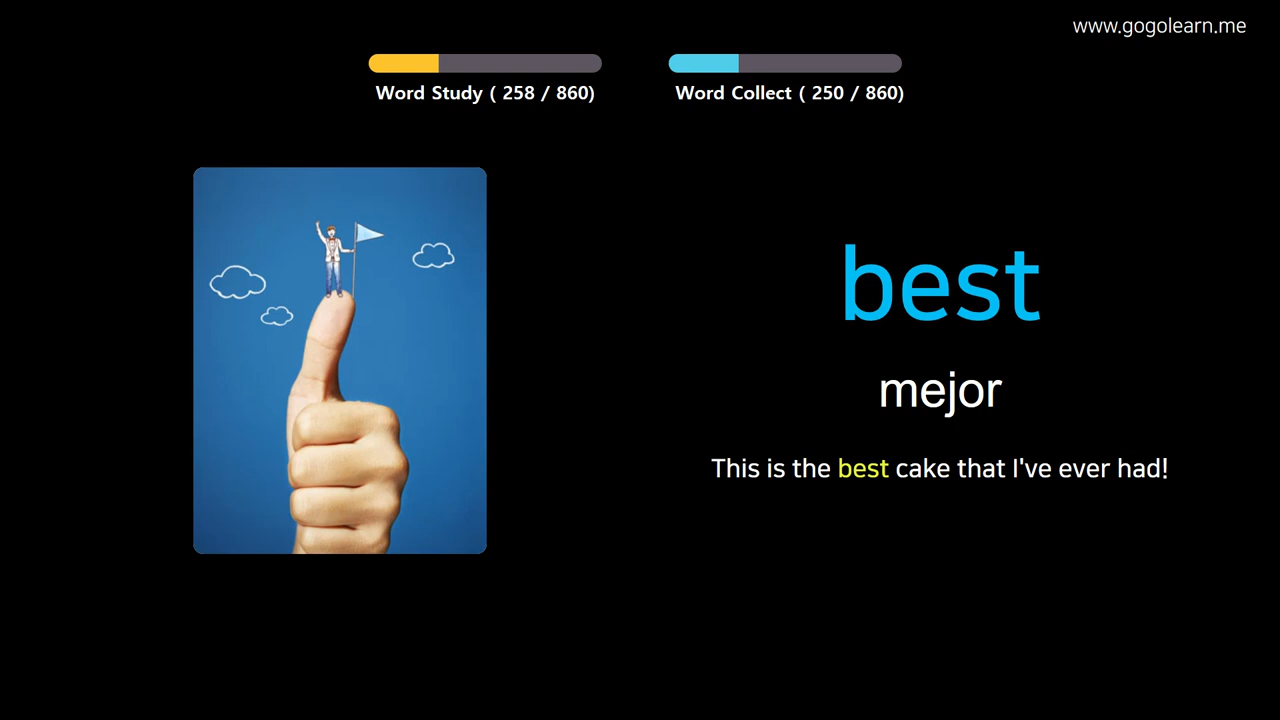 www.gogolearn.me
Word Study ( 258 / 860)
Word Collect ( 250 / 860)
best
mejor
This is the best cake that I've ever had!